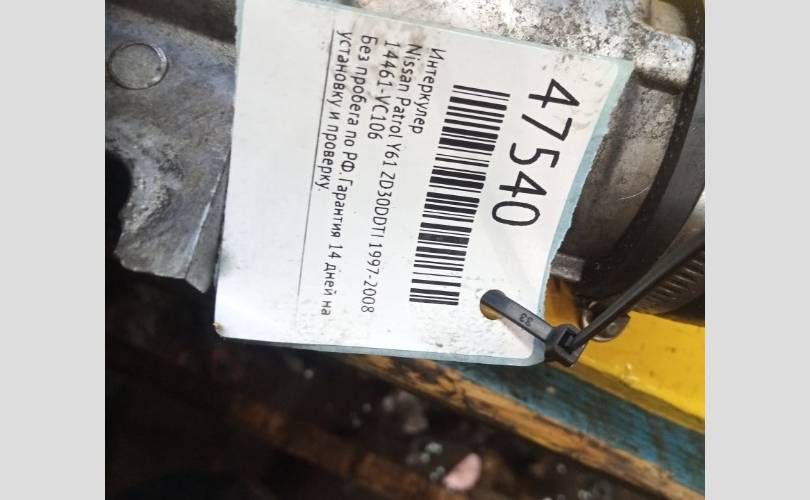 47540
Интеркулер
Nissan Patrol Y61 ZD30DDTI 1997-2008
14461-VC106
Без пробега по РФ.Гарантия 14 дней на
установку и проверку.
33